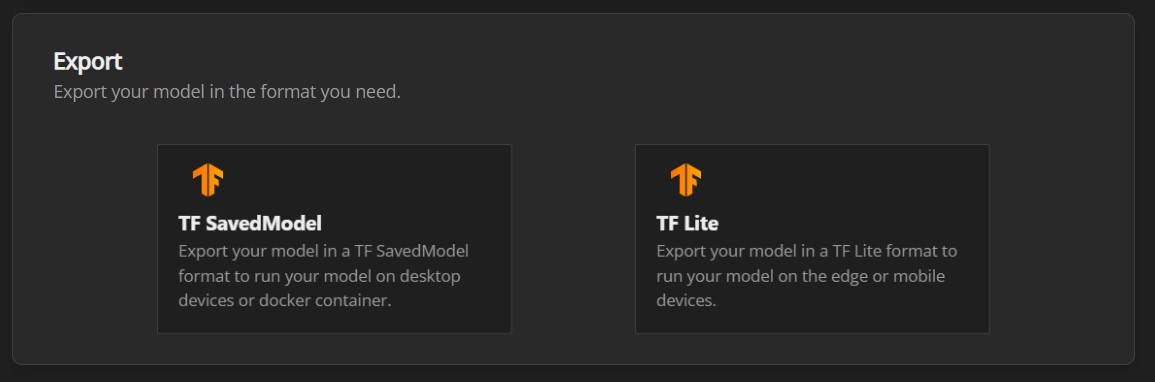 Export
Export your model in the format you need.
TF SavedModel
Export your model in a TF SavedModel
format to run your model on desktop
devices or docker container.
TF Lite
Export your model in a TF Lite format to
run your model on the edge or mobile
devices.